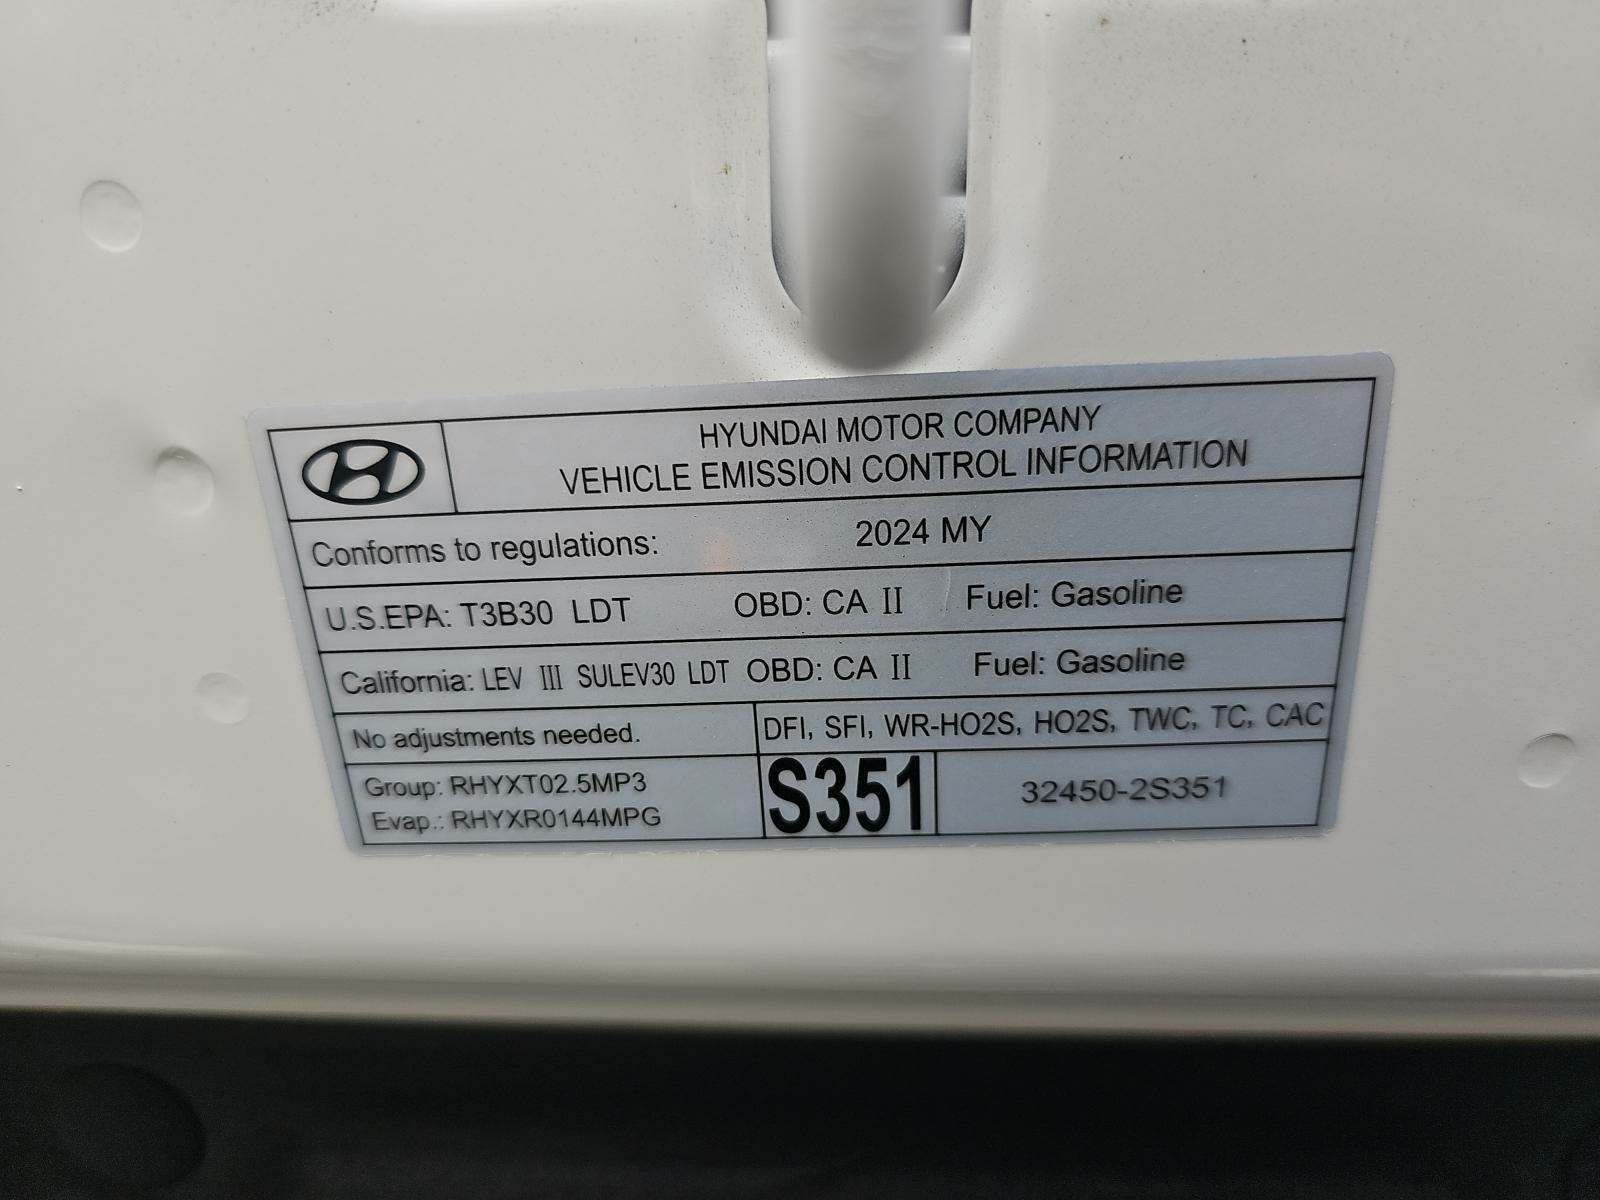 HYUNDAI MOTOR COMPANY
VEHICLE EMISSION CONTROL INFORMATION
Conforms to regulations: 2024 MY
U.S.EPA: T3B30 LDT OBD: CA II Fuel: Gasoline
California: LEV III SULEV30 LDT OBD: CA II Fuel: Gasoline
No adjustments needed. DFI, SFI, WR-HO2S, HO2S, TWC, TC, CAC
Group: RHYXT02.5MP3
Evap.: RHYXR0144MPG
S351
32450-2S351